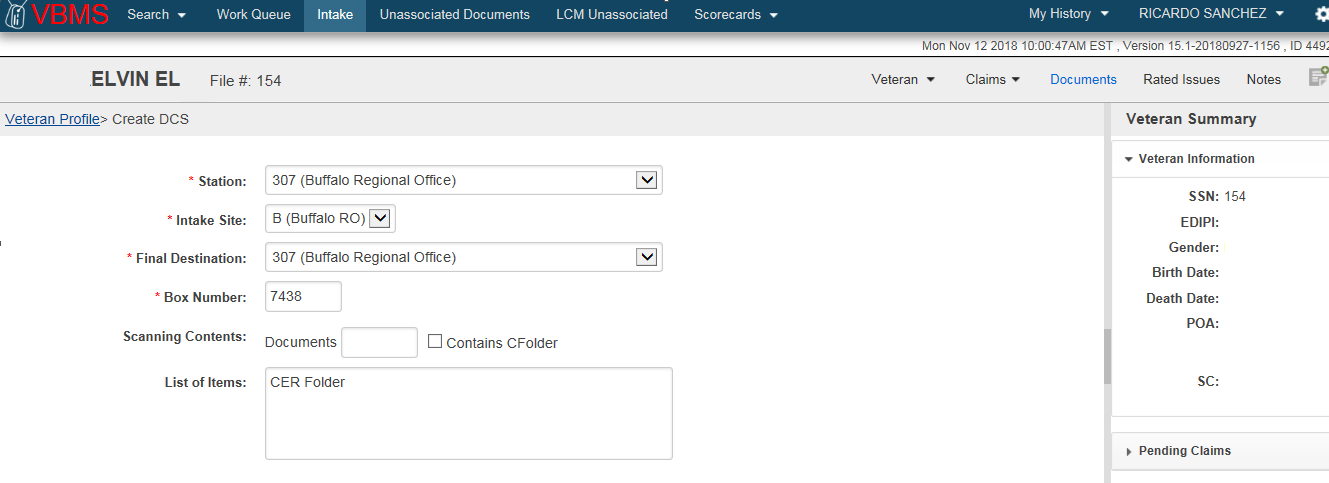 VBMS Search Work Queue Intake Unassociated Documents LCM Unassociated Scorecards My History RICARDO SANCHEZ
Mon Nov 12 2018 10:00:47AM EST , Version 15.1-20180927-1156 , ID 4492
ELVIN EL File #: 154 Veteran Claims Documents Rated Issues Notes
Veteran Profile> Create DCS
* Station: 307 (Buffalo Regional Office)
* Intake Site: B (Buffalo RO)
* Final Destination: 307 (Buffalo Regional Office)
* Box Number: 7438
Scanning Contents: Documents Contains CFolder
List of Items: CER Folder
Veteran Summary
Veteran Information
SSN: 154
EDIPI:
Gender:
Birth Date:
Death Date:
POA:
SC:
Pending Claims